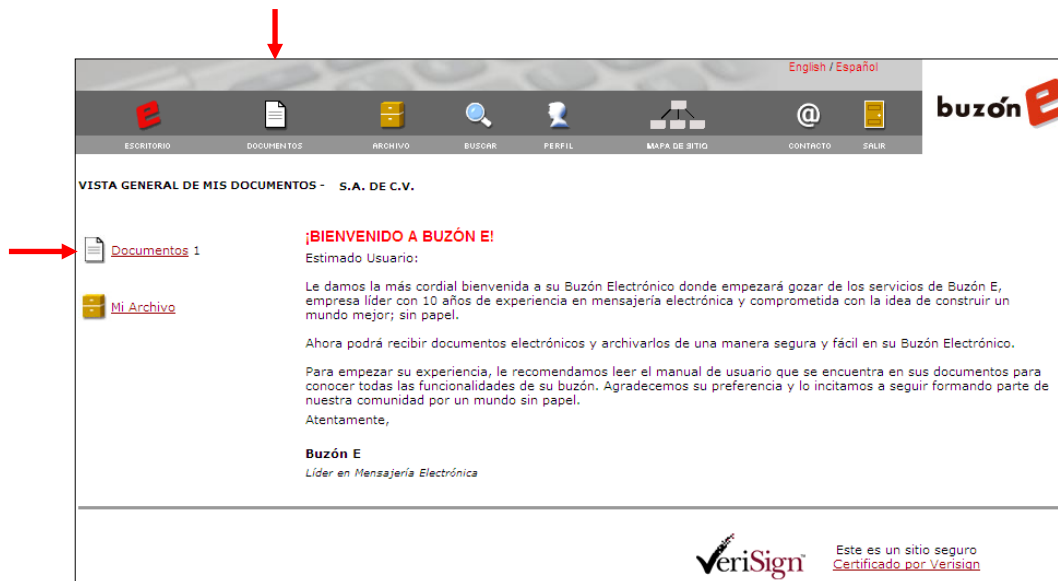 English / Español
buzón e
ESCRITORIO DOCUMENTOS ARCHIVO BUSCAR PERFIL MAPA DE SITIO CONTACTO SALIR
VISTA GENERAL DE MIS DOCUMENTOS - S.A. DE C.V.
Documentos 1
Mi Archivo
¡BIENVENIDO A BUZÓN E!
Estimado Usuario:
Le damos la más cordial bienvenida a su Buzón Electrónico donde empezará gozar de los servicios de Buzón E,
empresa líder con 10 años de experiencia en mensajería electrónica y comprometida con la idea de construir un
mundo mejor; sin papel.
Ahora podrá recibir documentos electrónicos y archivarlos de una manera segura y fácil en su Buzón Electrónico.
Para empezar su experiencia, le recomendamos leer el manual de usuario que se encuentra en sus documentos para
conocer todas las funcionalidades de su buzón. Agradecemos su preferencia y lo incitamos a seguir formando parte de
nuestra comunidad por un mundo sin papel.
Atentamente,
Buzón E
Líder en Mensajería Electrónica
VeriSign
Este es un sitio seguro
Certificado por Verisign